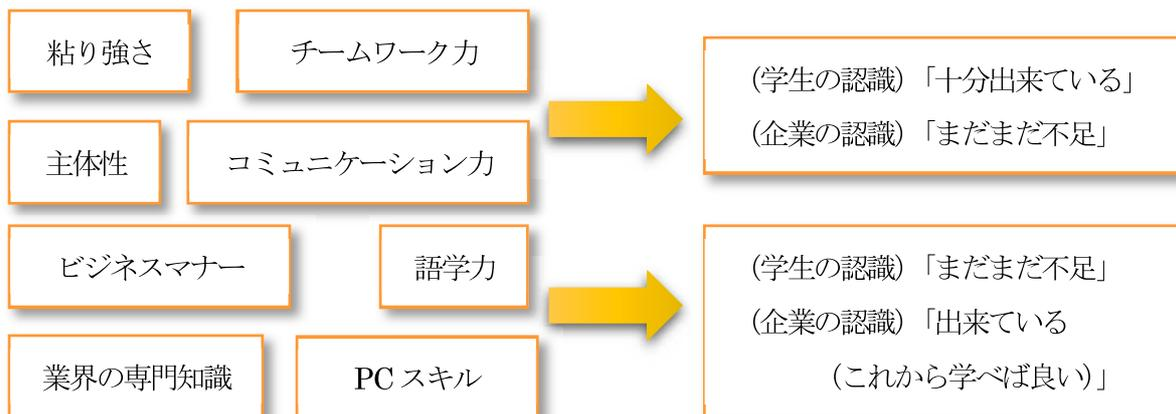 粘り強さ
チームワーク力
主体性
コミュニケーション力
(学生の認識)「十分出来ている」
(企業の認識)「まだまだ不足」
ビジネスマナー
語学力
業界の専門知識
PC スキル
(学生の認識)「まだまだ不足」
(企業の認識)「出来ている
(これから学べば良い)」